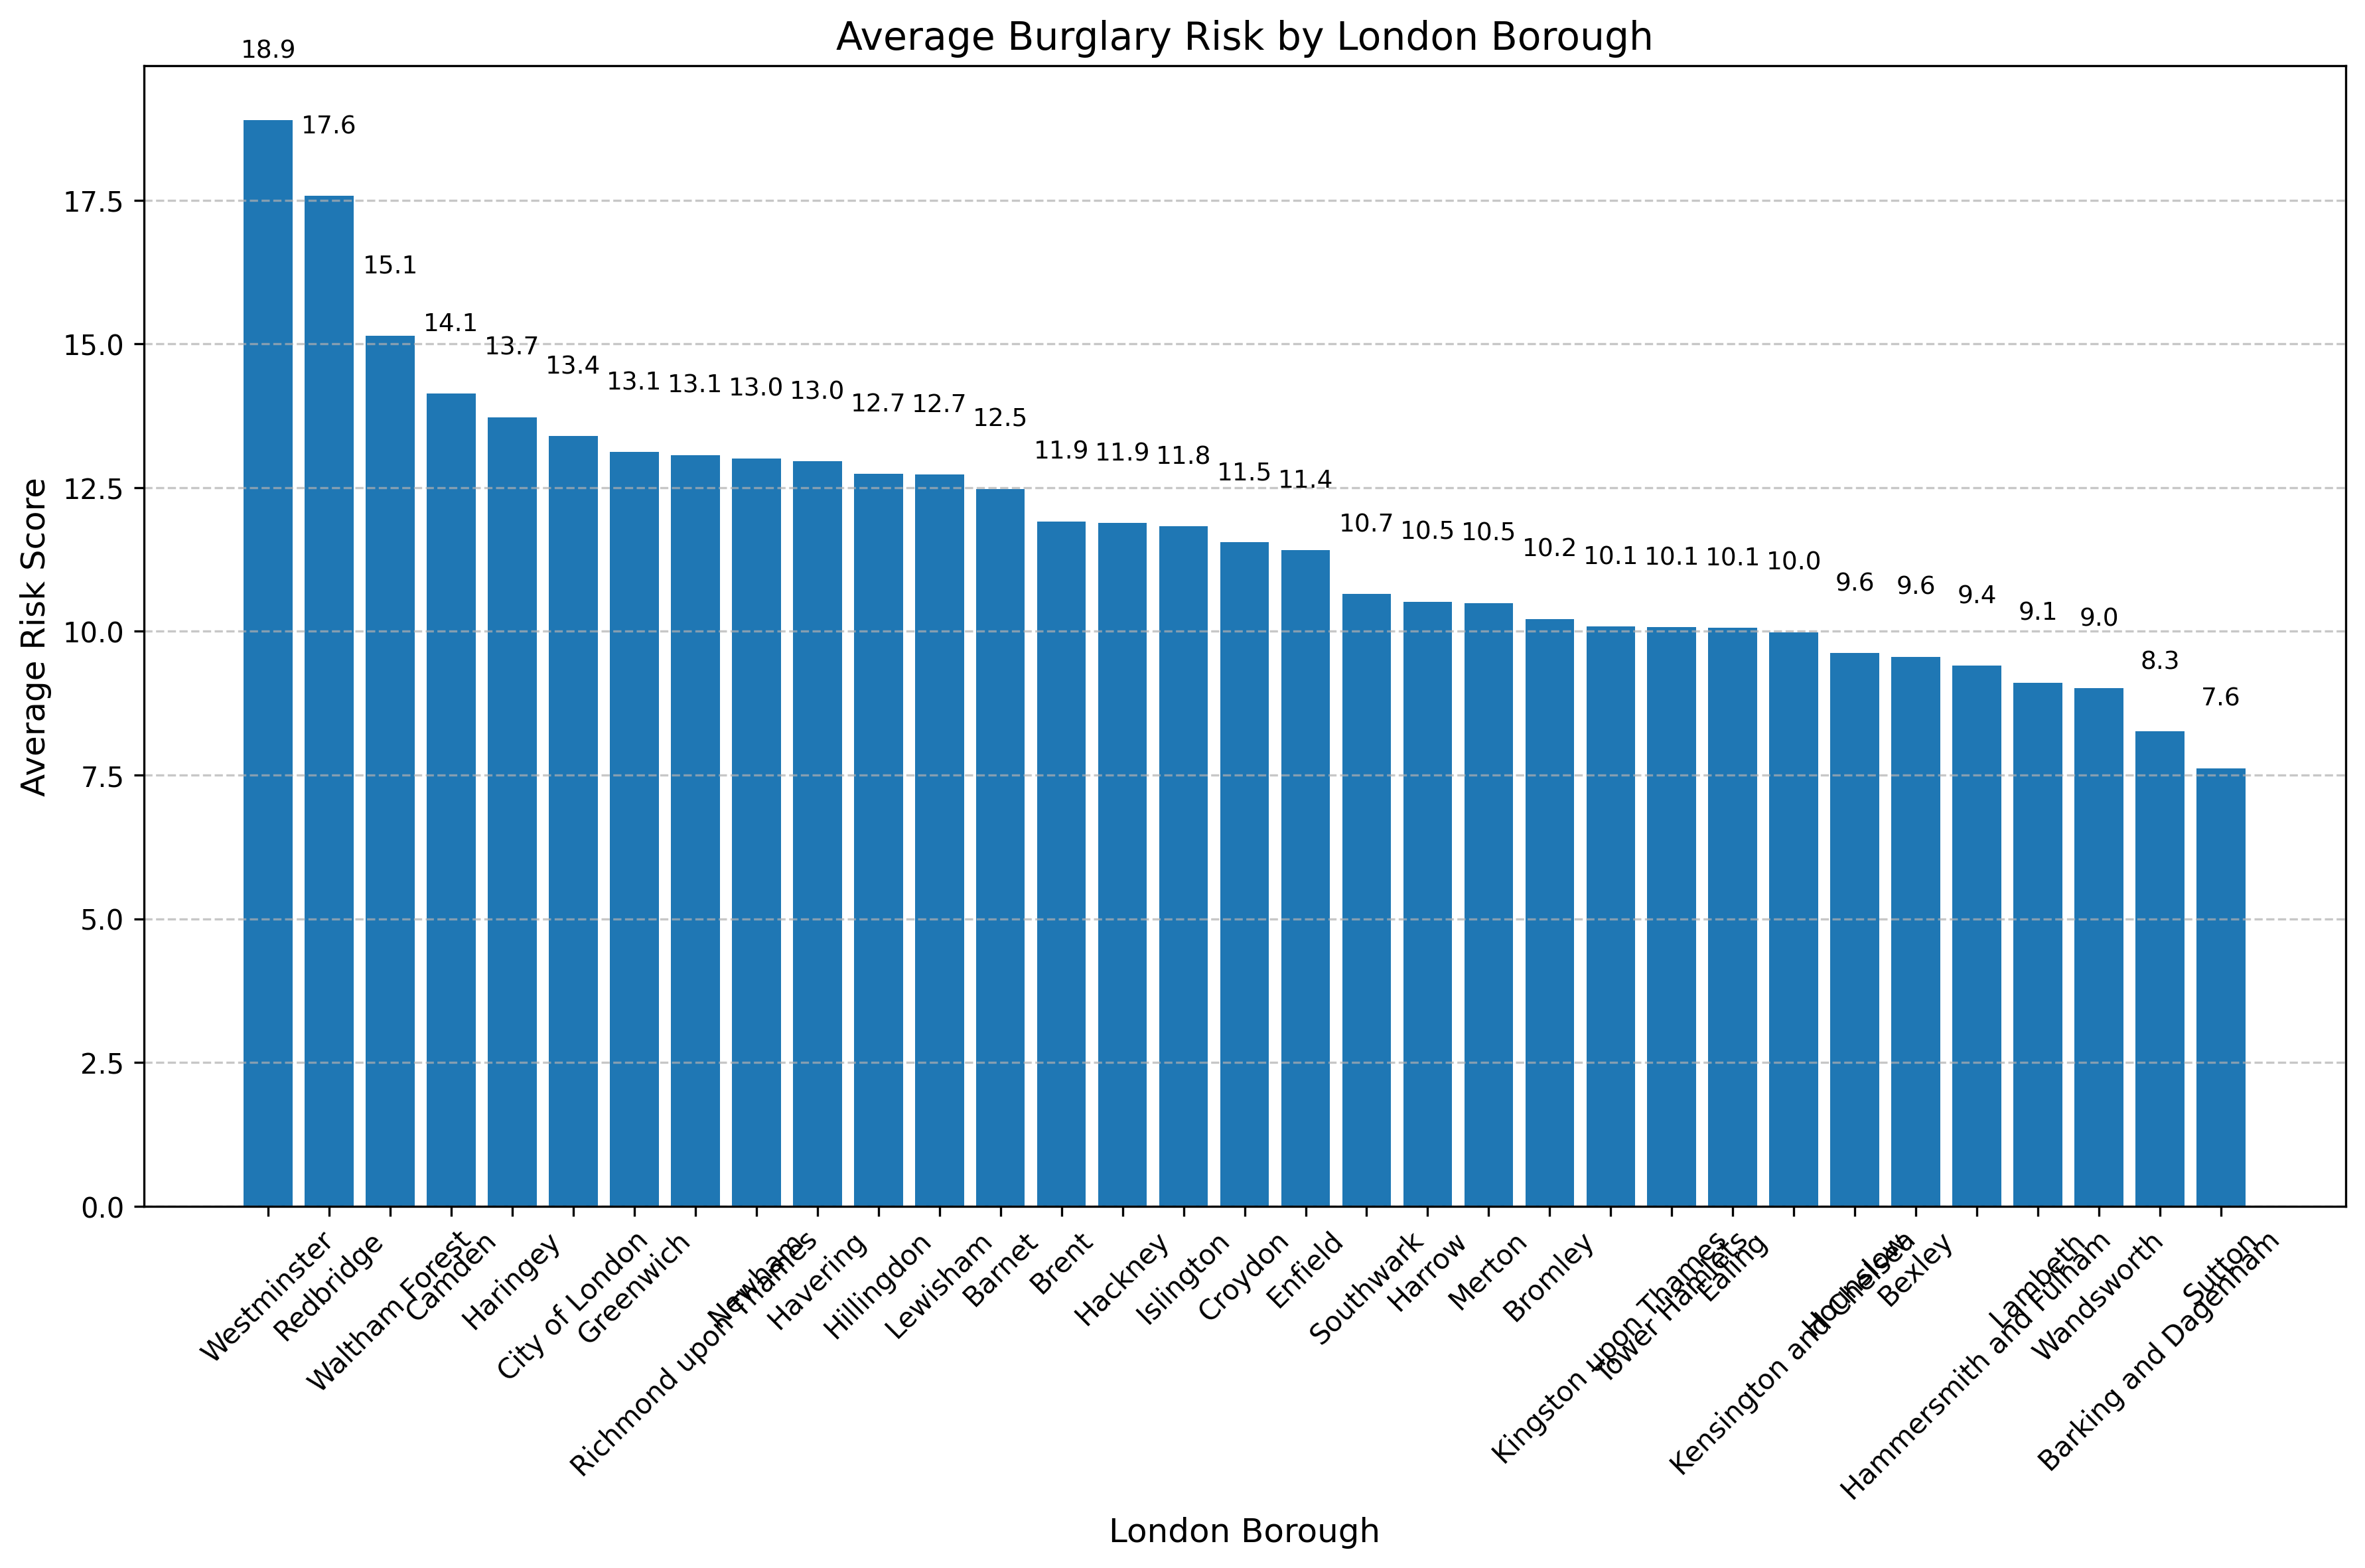 Average Burglary Risk by London Borough
Average Risk Score
17.5
15.0
12.5
10.0
7.5
5.0
2.5
0.0
18.9
17.6
15.1
14.1
13.7
13.4
13.1
13.1
13.0
13.0
12.7
12.7
12.5
11.9
11.9
11.8
11.5
11.4
10.7
10.5
10.5
10.2
10.1
10.1
10.1
10.0
9.6
9.6
9.4
9.1
9.0
8.3
7.6
Westminster
Redbridge
Waltham Forest
Camden
Haringey
City of London
Greenwich
Richmond upon Thames
Newham
Havering
Hillingdon
Lewisham
Barnet
Brent
Hackney
Islington
Croydon
Enfield
Southwark
Harrow
Merton
Bromley
Kingston upon Thames
Tower Hamlets
Ealing
Kensington and Chelsea
Hounslow
Bexley
Hammersmith and Fulham
Lambeth
Wandsworth
Barking and Dagenham
Sutton
London Borough